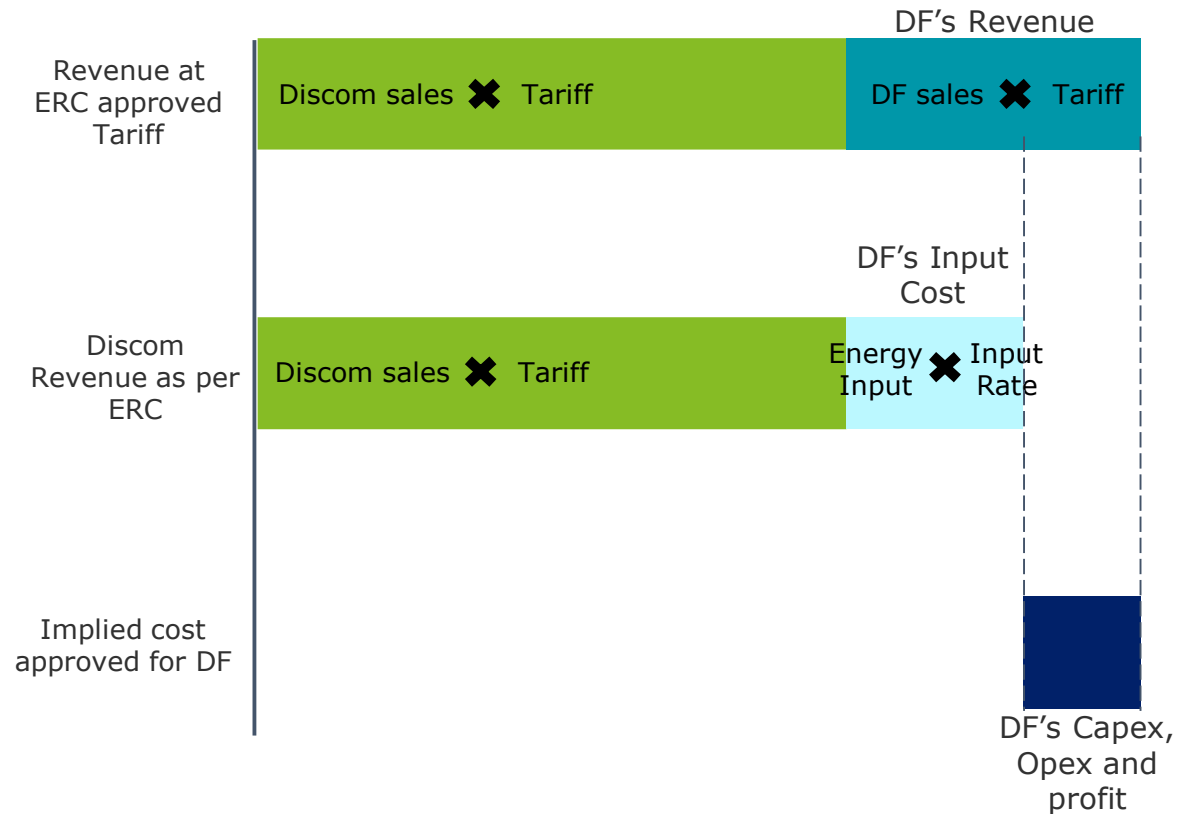 DF’s Revenue
Revenue at
ERC approved
Tariff
Discom sales ✖ Tariff
DF sales ✖ Tariff
DF’s Input
Cost
Discom
Revenue as per
ERC
Discom sales ✖ Tariff
Energy ✖ Input
Input Rate
Implied cost
approved for DF
DF’s Capex,
Opex and
profit